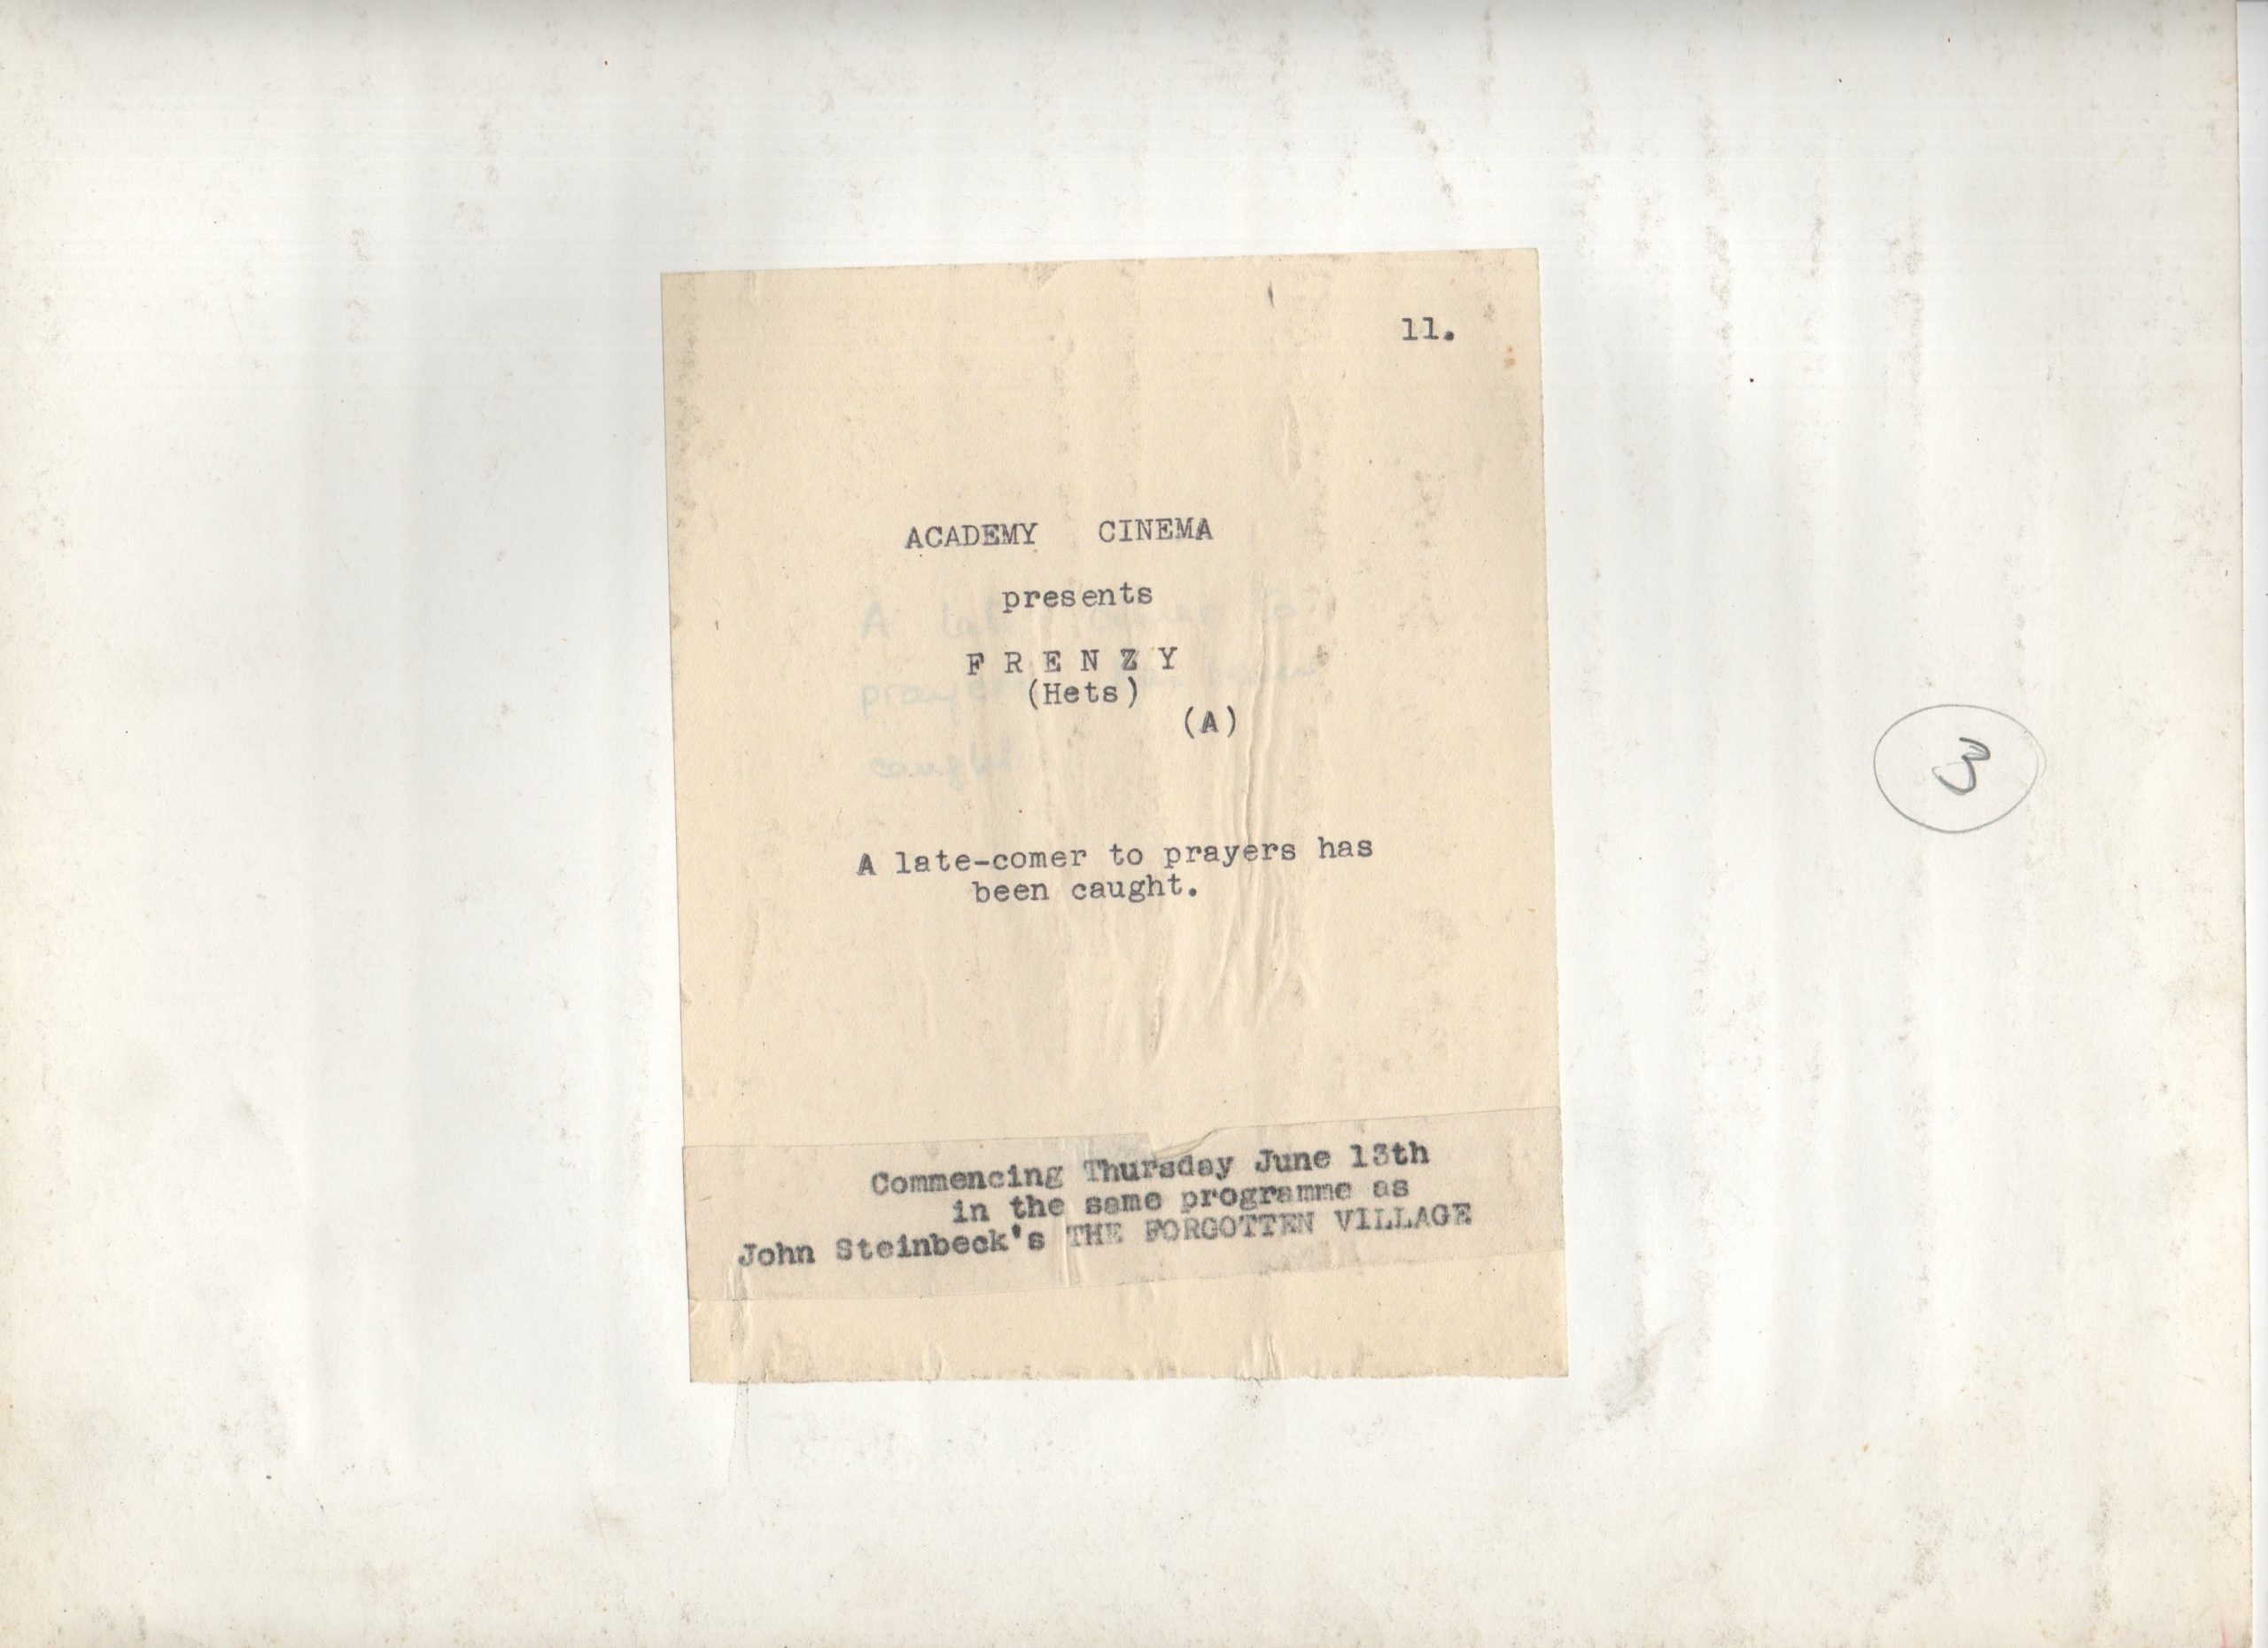 11.
ACADEMY CINEMA
presents
F R E N Z Y
(Hets)
(A)
A late-comer to prayers has
been caught.
Commencing Thursday June 13th
in the same programme as
John Steinbeck's THE FORGOTTEN VILLAGE
3